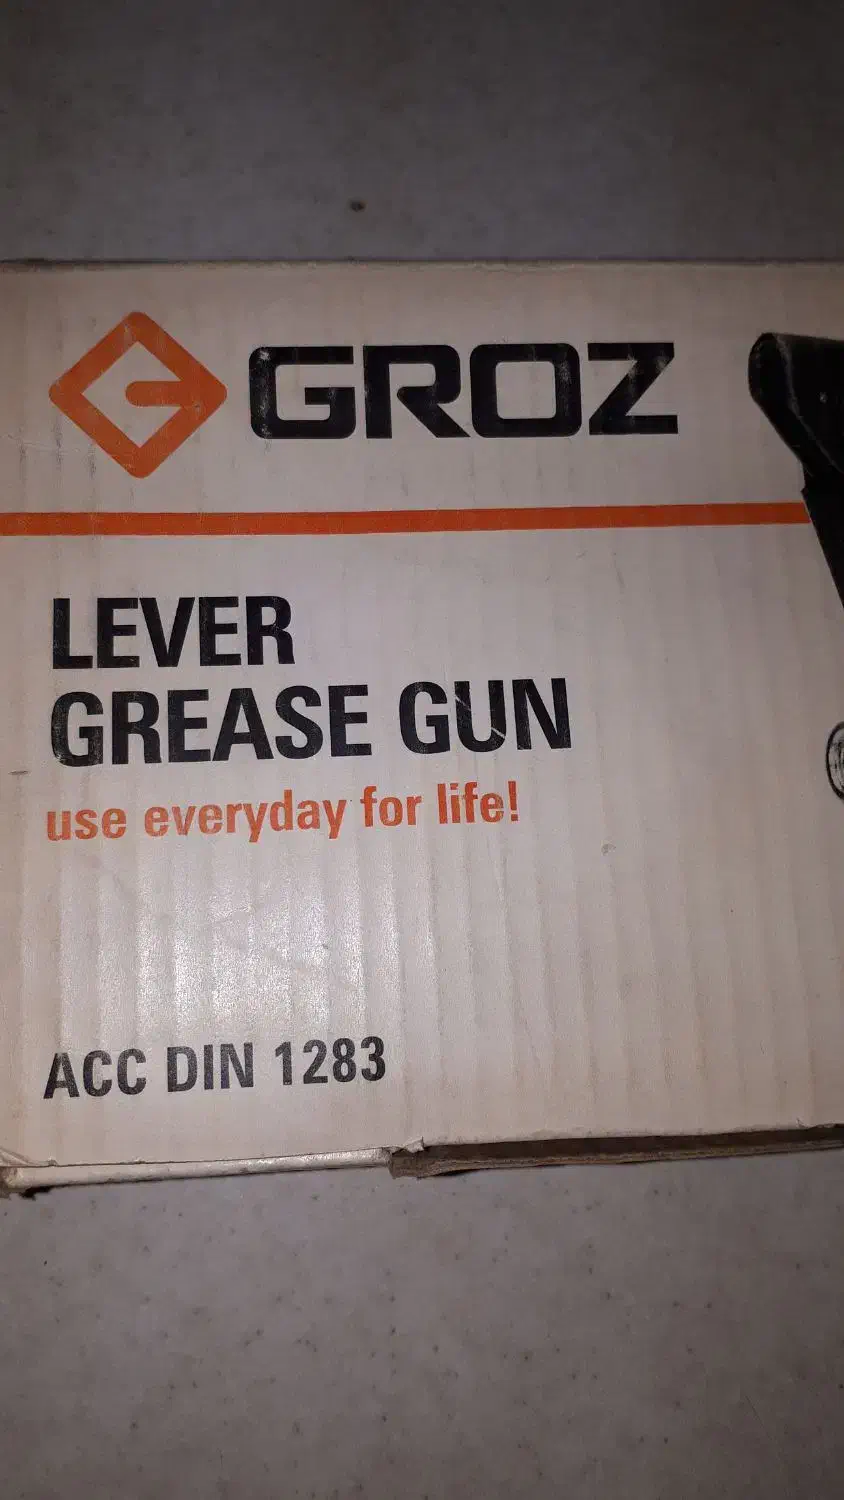 GROZ
LEVER
GREASE GUN
use everyday for life!
ACC DIN 1283